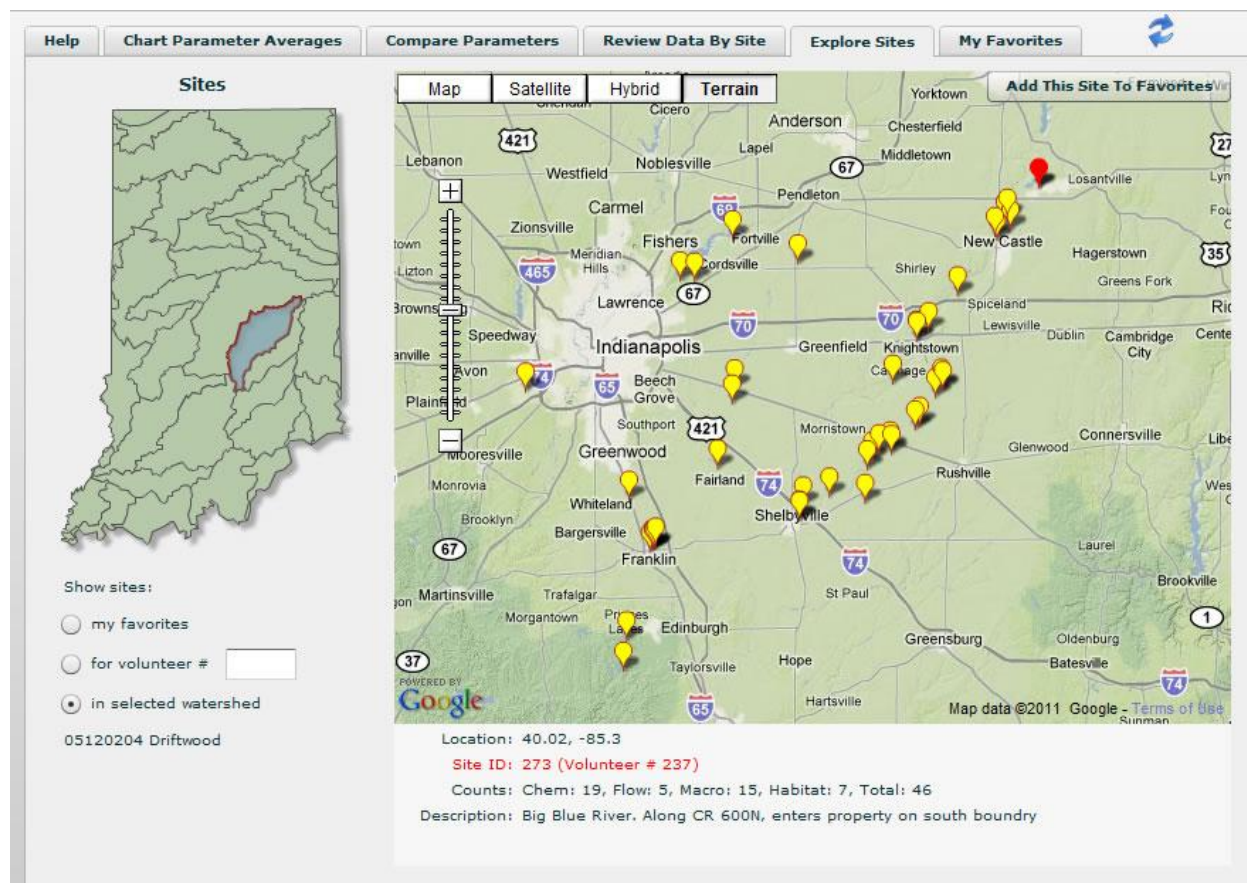 Help
Chart Parameter Averages
Compare Parameters
Review Data By Site
Explore Sites
My Favorites
Sites
Map
Satellite
Hybrid
Terrain
Add This Site To Favorites
Yorktown
Cicero
Anderson
Chesterfield
421
27
Lebanon
Noblesville
Lapel
Middletown
67
Westfield
Losantville
Lyn
Pendleton
Carmel
69
Zionsville
Fishers
Fortville
New Castle
town
Meridian
Hills
Cordsville
Hagerstown
35
Lizton
465
Shirley
Greens Fork
67
Lawrence
Spiceland
70
70
Lewisville
Dublin
Cambridge
City
Cente
Speedway
Indianapolis
Greenfield
Knightstown
anville
Avon
74
65
Beech
Grove
Southport
421
Morristown
Connersville
Glenwood
Libe
Mooresville
Greenwood
Rushville
Monrovia
Fairland
74
Whiteland
Shelbyville
Brooklyn
Bargersville
67
Franklin
74
Laurel
Brookville
Martinsville
Trafalgar
St Paul
Morgantown
Edinburgh
1
Greensburg
Oldenburg
37
Taylorsville
Hope
Batesville
74
POWERED BY
Google
65
Hartsville
Map data ©2011 Google - Terms of Use
Sunman
Show sites:
my favorites
for volunteer #
in selected watershed
05120204 Driftwood
Location: 40.02, -85.3
Site ID: 273 (Volunteer # 237)
Counts: Chem: 19, Flow: 5, Macro: 15, Habitat: 7, Total: 46
Description: Big Blue River. Along CR 600N, enters property on south boundry